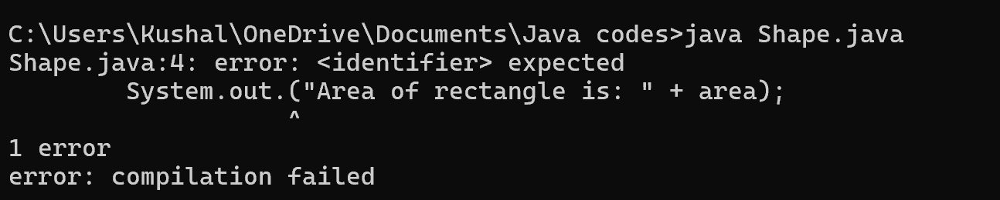 C:\Users\Kushal\OneDrive\Documents\Java codes>java Shape.java
Shape.java:4: error: <identifier> expected
        System.out.("Area of rectangle is: " + area);
                   ^
1 error
error: compilation failed